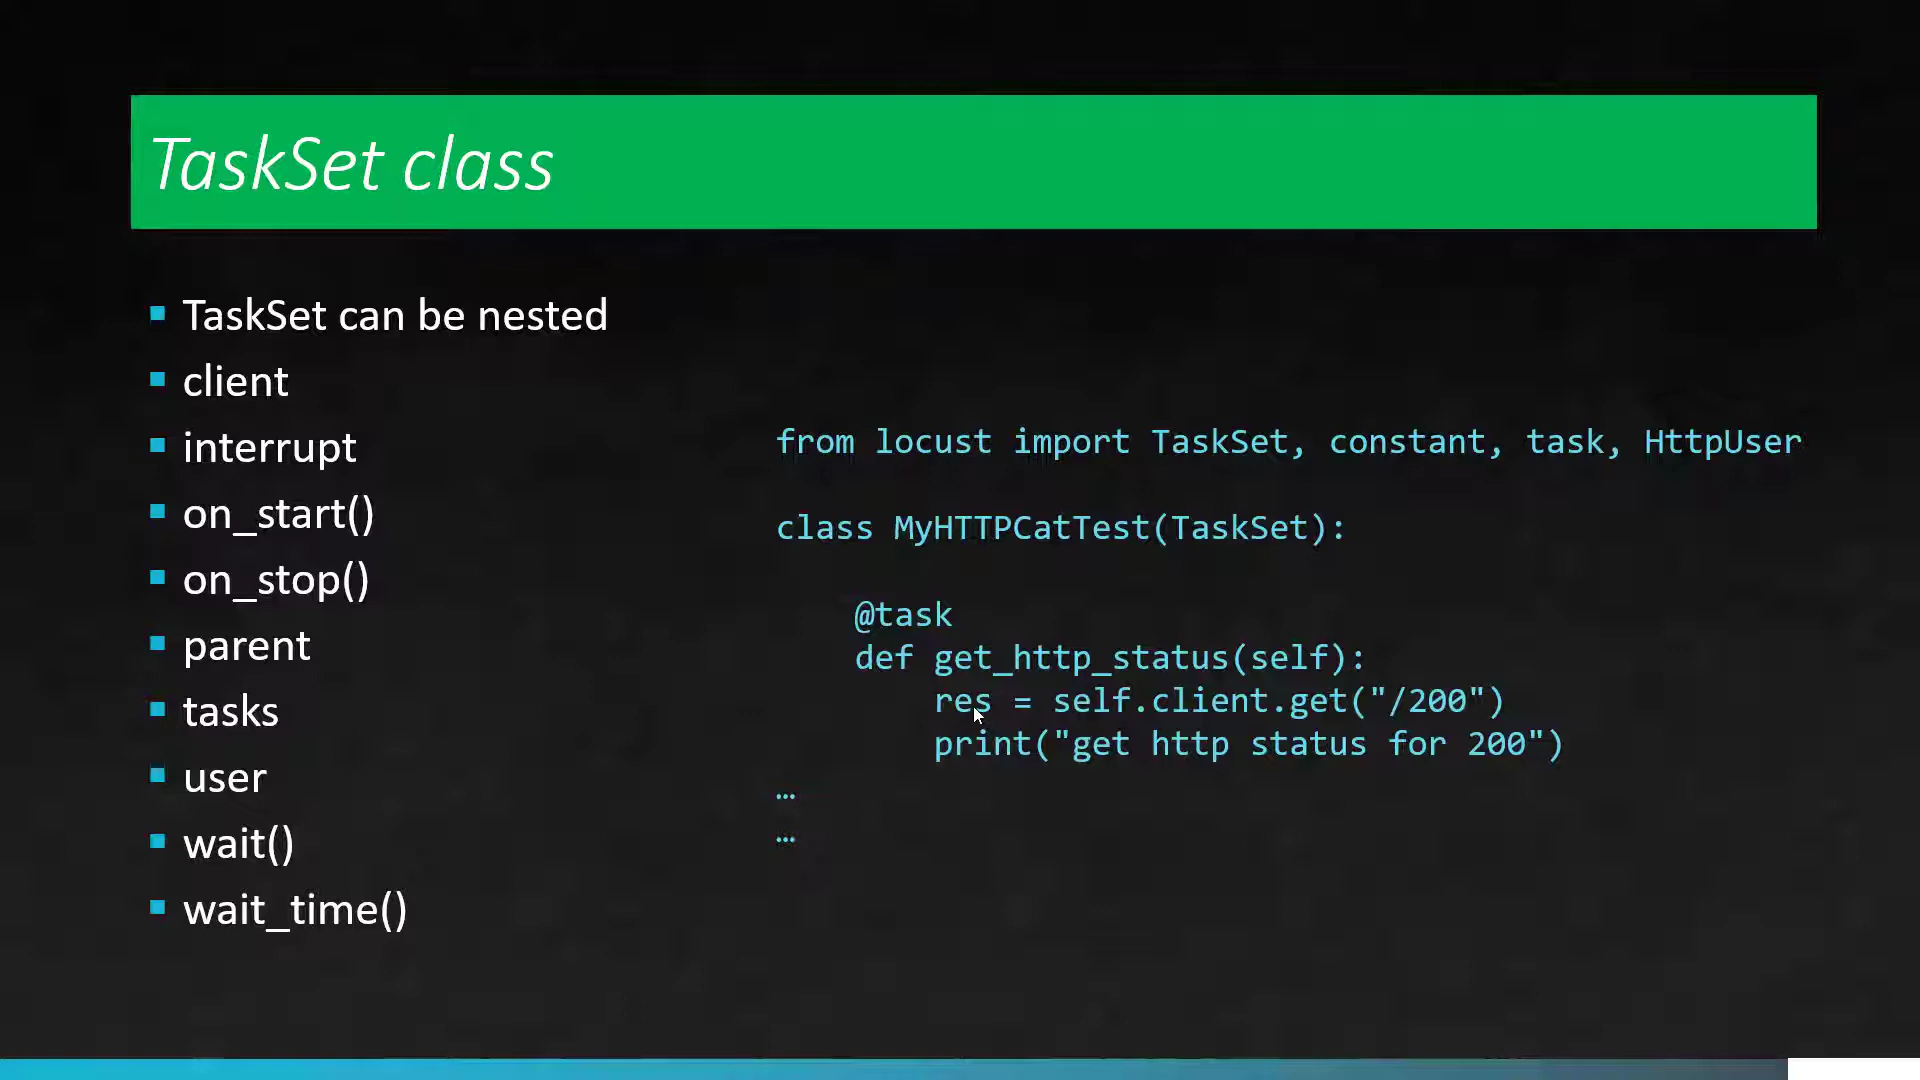 TaskSet class
TaskSet can be nested
client
interrupt
on_start()
on_stop()
parent
tasks
user
wait()
wait_time()
from locust import TaskSet, constant, task, HttpUser
class MyHTTPCatTest(TaskSet):
@task
def get_http_status(self):
res = self.client.get("/200")
print("get http status for 200")
…
…